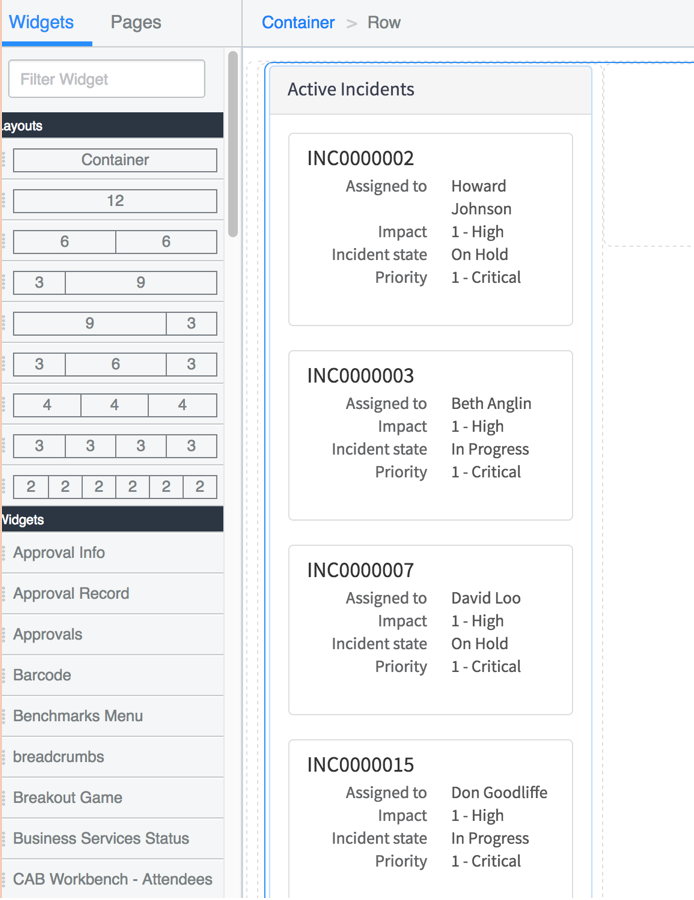 Widgets Pages
Filter Widget
Layouts
Container
12
6 6
3 9
9 3
3 6 3
4 4 4
3 3 3 3
2 2 2 2 2 2
Widgets
Approval Info
Approval Record
Approvals
Barcode
Benchmarks Menu
breadcrumbs
Breakout Game
Business Services Status
CAB Workbench - Attendees
Container > Row
Active Incidents
INC0000002
Assigned to Howard
Johnson
Impact 1 - High
Incident state On Hold
Priority 1 - Critical
INC0000003
Assigned to Beth Anglin
Impact 1 - High
Incident state In Progress
Priority 1 - Critical
INC0000007
Assigned to David Loo
Impact 1 - High
Incident state On Hold
Priority 1 - Critical
INC0000015
Assigned to Don Goodliffe
Impact 1 - High
Incident state In Progress
Priority 1 - Critical